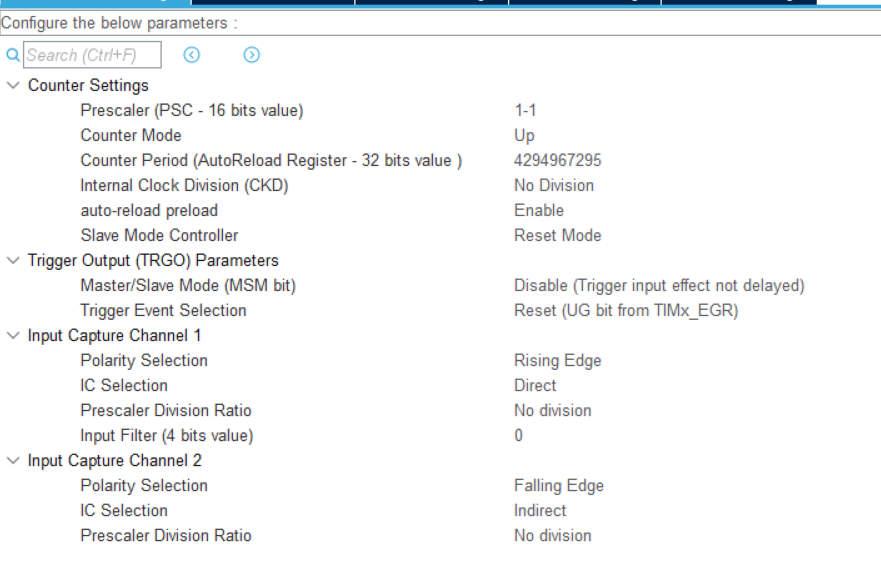 Configure the below parameters :
Search (Ctrl+F)
Counter Settings
Prescaler (PSC - 16 bits value) 1-1
Counter Mode Up
Counter Period (AutoReload Register - 32 bits value ) 4294967295
Internal Clock Division (CKD) No Division
auto-reload preload Enable
Slave Mode Controller Reset Mode
Trigger Output (TRGO) Parameters
Master/Slave Mode (MSM bit) Disable (Trigger input effect not delayed)
Trigger Event Selection Reset (UG bit from TIMx_EGR)
Input Capture Channel 1
Polarity Selection Rising Edge
IC Selection Direct
Prescaler Division Ratio No division
Input Filter (4 bits value) 0
Input Capture Channel 2
Polarity Selection Falling Edge
IC Selection Indirect
Prescaler Division Ratio No division